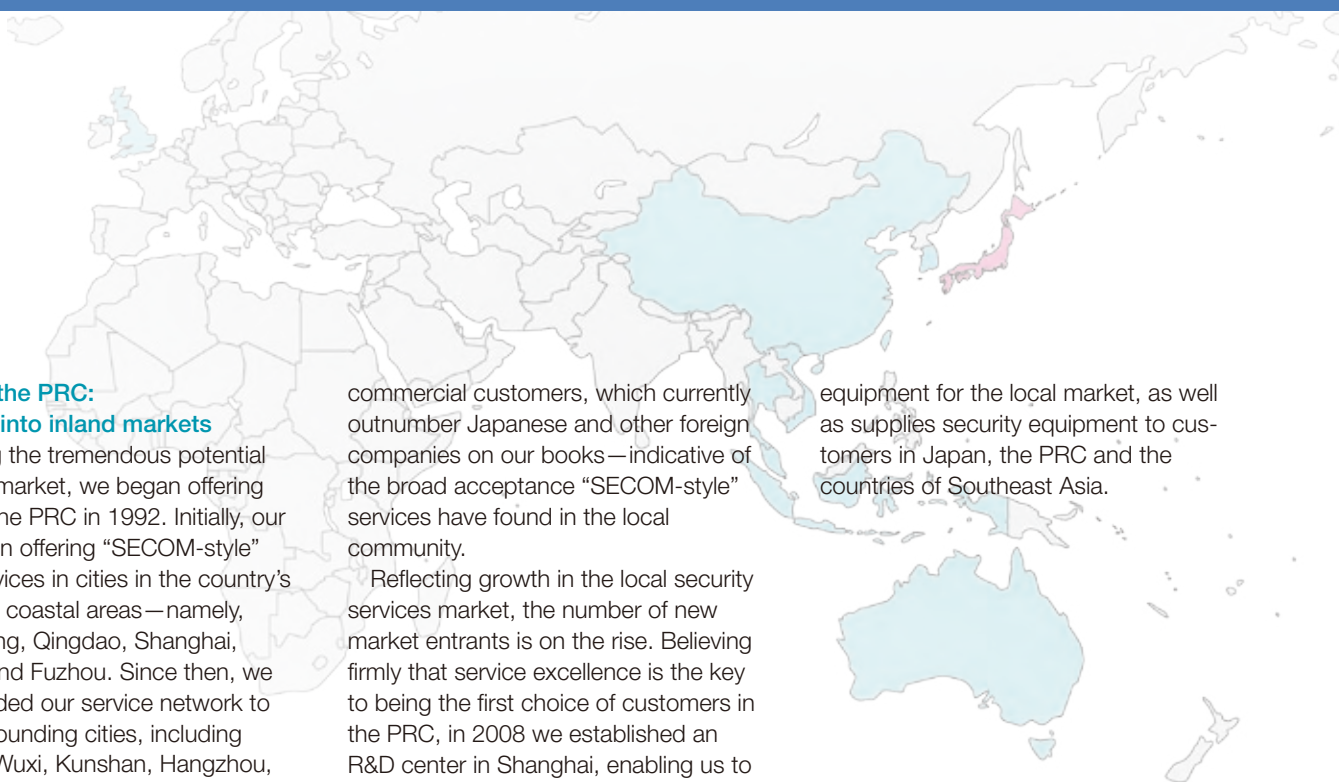 the PRC:
into inland markets
g the tremendous potential
market, we began offering
he PRC in 1992. Initially, our
n offering “SECOM-style”
vices in cities in the country’s
coastal areas—namely,
ng, Qingdao, Shanghai,
nd Fuzhou. Since then, we
ded our service network to
ounding cities, including
Wuxi, Kunshan, Hangzhou,
commercial customers, which currently
outnumber Japanese and other foreign
companies on our books—indicative of
the broad acceptance “SECOM-style”
services have found in the local
community.
Reflecting growth in the local security
services market, the number of new
market entrants is on the rise. Believing
firmly that service excellence is the key
to being the first choice of customers in
the PRC, in 2008 we established an
R&D center in Shanghai, enabling us to
equipment for the local market, as well
as supplies security equipment to cus-
tomers in Japan, the PRC and the
countries of Southeast Asia.